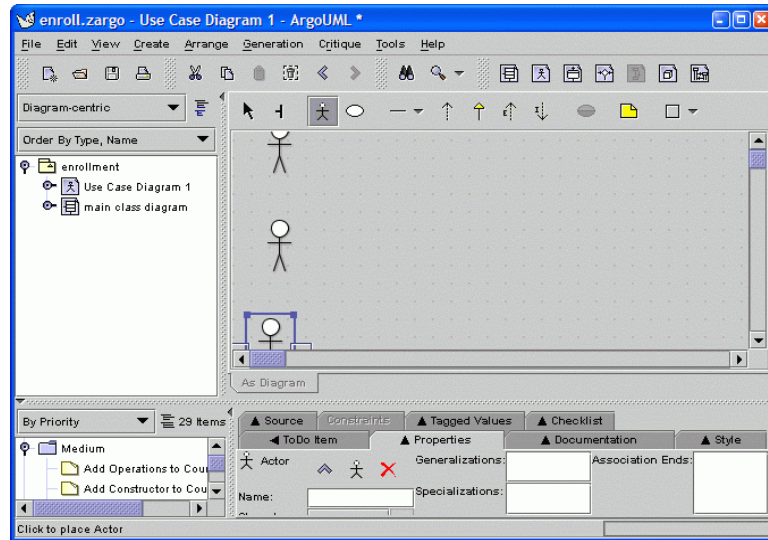 enroll.zargo - Use Case Diagram 1 - ArgoUML *
File Edit View Create Arrange Generation Critique Tools Help
Diagram-centric
Order By Type, Name
enrollment
Use Case Diagram 1
main class diagram
As Diagram
By Priority 29 Items
Medium
Add Operations to Cou
Add Constructor to Cou
Source Constraints Tagged Values Checklist
ToDo Item Properties Documentation Style
Actor Generalizations: Association Ends:
Name: Specializations:
Click to place Actor